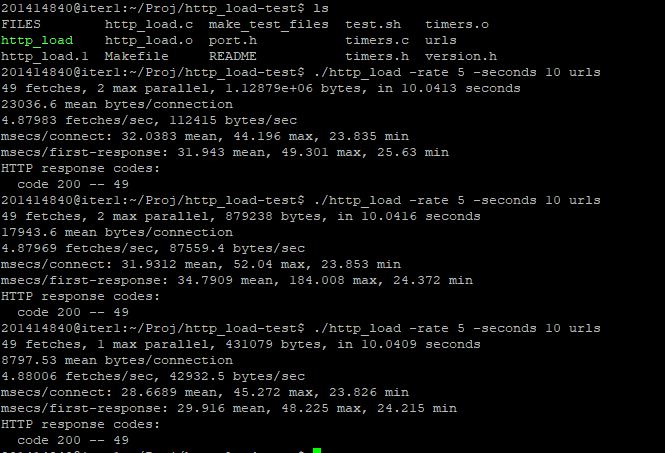 201414840@iter1:~/Proj/http_load-test$ ls
FILES        http_load.c  make_test_files  test.sh   timers.o
http_load    http_load.o  port.h           timers.c  urls
http_load.1  Makefile     README           timers.h  version.h
201414840@iter1:~/Proj/http_load-test$ ./http_load -rate 5 -seconds 10 urls
49 fetches, 2 max parallel, 1.12879e+06 bytes, in 10.0413 seconds
23036.6 mean bytes/connection
4.87983 fetches/sec, 112415 bytes/sec
msecs/connect: 32.0383 mean, 44.196 max, 23.835 min
msecs/first-response: 31.943 mean, 49.301 max, 25.63 min
HTTP response codes:
  code 200 -- 49
201414840@iter1:~/Proj/http_load-test$ ./http_load -rate 5 -seconds 10 urls
49 fetches, 2 max parallel, 879238 bytes, in 10.0416 seconds
17943.6 mean bytes/connection
4.87969 fetches/sec, 87559.4 bytes/sec
msecs/connect: 31.9312 mean, 52.04 max, 23.853 min
msecs/first-response: 34.7909 mean, 184.008 max, 24.372 min
HTTP response codes:
  code 200 -- 49
201414840@iter1:~/Proj/http_load-test$ ./http_load -rate 5 -seconds 10 urls
49 fetches, 1 max parallel, 431079 bytes, in 10.0409 seconds
8797.53 mean bytes/connection
4.88006 fetches/sec, 42932.5 bytes/sec
msecs/connect: 28.6689 mean, 45.272 max, 23.826 min
msecs/first-response: 29.916 mean, 48.225 max, 24.215 min
HTTP response codes:
  code 200 -- 49
201414840@iter1:~/Proj/http_load-test$